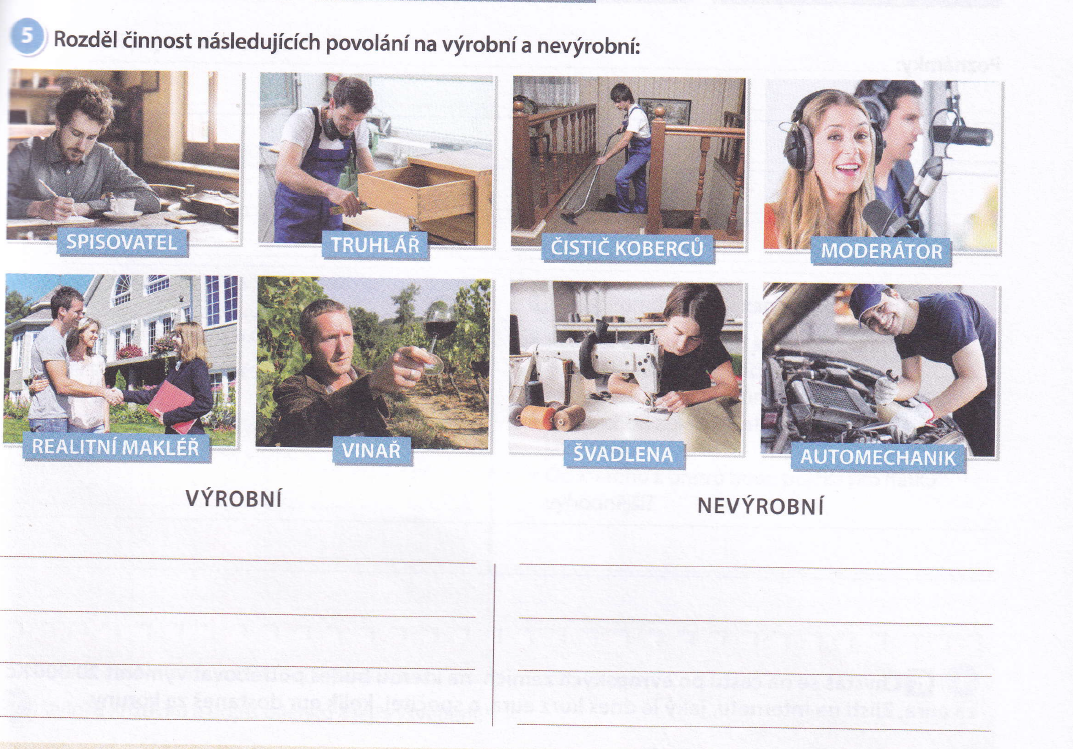 5 Rozděl činnost následujících povolání na výrobní a nevýrobní:
SPISOVATEL
TRUHLÁŘ
ČISTIČ KOBERCŮ
MODERÁTOR
REALITNÍ MAKLÉŘ
VINAŘ
ŠVADLENA
AUTOMECHANIK
VÝROBNÍ
NEVÝROBNÍ